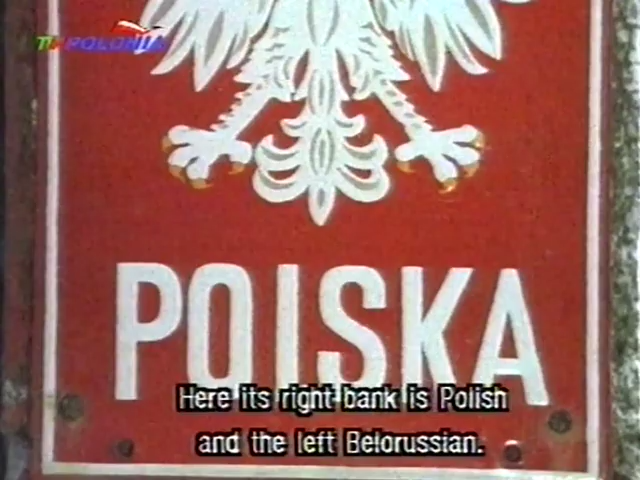 TV POLONIA
POLSKA
Here its right bank is Polish
and the left Belorussian.